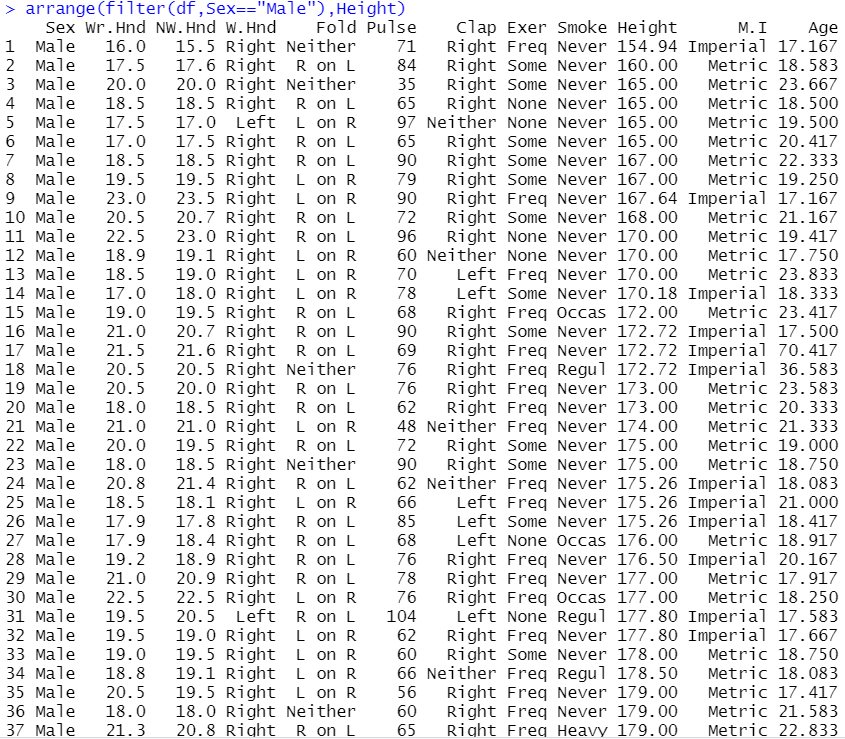 > arrange(filter(df,Sex=="Male"),Height)
Sex Wr.Hnd NW.Hnd W.Hnd Fold Pulse Clap Exer Smoke Height M.I Age
1 Male 16.0 15.5 Right Neither 71 Right Freq Never 154.94 Imperial 17.167
2 Male 17.5 17.6 Right R on L 84 Right Some Never 160.00 Metric 18.583
3 Male 20.0 20.0 Right Neither 35 Right Some Never 165.00 Metric 23.667
4 Male 18.5 18.5 Right R on L 65 Right None Never 165.00 Metric 18.500
5 Male 17.5 17.0 Left L on R 97 Neither None Never 165.00 Metric 19.500
6 Male 17.0 17.5 Right R on L 65 Right Some Never 165.00 Metric 20.417
7 Male 18.5 18.5 Right R on L 90 Right Some Never 167.00 Metric 22.333
8 Male 19.5 19.5 Right L on R 79 Right Some Never 167.00 Metric 19.250
9 Male 23.0 23.5 Right L on R 90 Right Freq Never 167.64 Imperial 17.167
10 Male 20.5 20.7 Right R on L 72 Right Some Never 168.00 Metric 21.167
11 Male 22.5 23.0 Right R on L 96 Right None Never 170.00 Metric 19.417
12 Male 18.9 19.1 Right L on R 60 Neither None Never 170.00 Metric 17.750
13 Male 18.5 19.0 Right L on R 70 Left Freq Never 170.00 Metric 23.833
14 Male 17.0 18.0 Right L on R 78 Left Some Never 170.18 Imperial 18.333
15 Male 19.0 19.5 Right R on L 68 Right Freq Occas 172.00 Metric 23.417
16 Male 21.0 20.7 Right R on L 90 Right Some Never 172.72 Imperial 17.500
17 Male 21.5 21.6 Right R on L 69 Right Freq Never 172.72 Imperial 70.417
18 Male 20.5 20.5 Right Neither 76 Right Freq Regul 172.72 Imperial 36.583
19 Male 20.5 20.0 Right R on L 76 Right Freq Never 173.00 Metric 23.583
20 Male 18.0 18.5 Right R on L 62 Right Freq Never 173.00 Metric 20.333
21 Male 21.0 21.0 Right L on R 48 Neither Freq Never 174.00 Metric 21.333
22 Male 20.0 19.5 Right R on L 72 Right Some Never 175.00 Metric 19.000
23 Male 18.0 18.5 Right Neither 90 Right Some Never 175.00 Metric 18.750
24 Male 20.8 21.4 Right R on L 62 Neither Freq Never 175.26 Imperial 18.083
25 Male 18.5 18.1 Right L on R 66 Left Freq Never 175.26 Imperial 21.000
26 Male 17.9 17.8 Right R on L 85 Left Some Never 175.26 Imperial 18.417
27 Male 17.9 18.4 Right R on L 68 Left None Occas 176.00 Metric 18.917
28 Male 19.2 18.9 Right R on L 76 Right Freq Never 176.50 Imperial 20.167
29 Male 21.0 20.9 Right R on L 78 Right Freq Never 177.00 Metric 17.917
30 Male 22.5 22.5 Right L on R 76 Right Freq Occas 177.00 Metric 18.250
31 Male 19.5 20.5 Left R on L 104 Left None Regul 177.80 Imperial 17.583
32 Male 19.5 19.0 Right R on L 62 Right Freq Never 177.80 Imperial 17.667
33 Male 19.0 19.5 Right R on L 60 Right Some Never 178.00 Metric 18.750
34 Male 18.8 19.1 Right L on R 66 Neither Freq Regul 178.50 Metric 18.083
35 Male 20.5 19.5 Right L on R 56 Right Freq Never 179.00 Metric 17.417
36 Male 18.0 18.0 Right Neither 60 Right Freq Never 179.00 Metric 21.583
37 Male 21.3 20.8 Right R on L 65 Right Freq Heavy 179.00 Metric 22.833